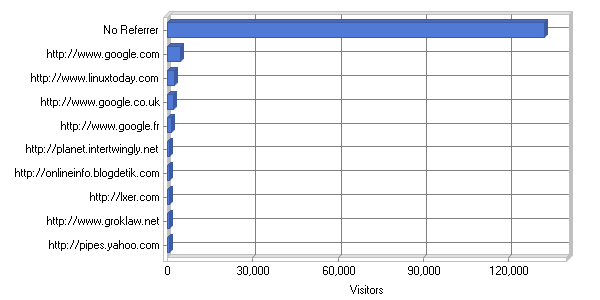 No Referrer
http://www.google.com
http://www.linuxtoday.com
http://www.google.co.uk
http://www.google.fr
http://planet.intertwingly.net
http://onlineinfo.blogdetik.com
http://lxer.com
http://www.groklaw.net
http://pipes.yahoo.com
0 30,000 60,000 90,000 120,000
Visitors